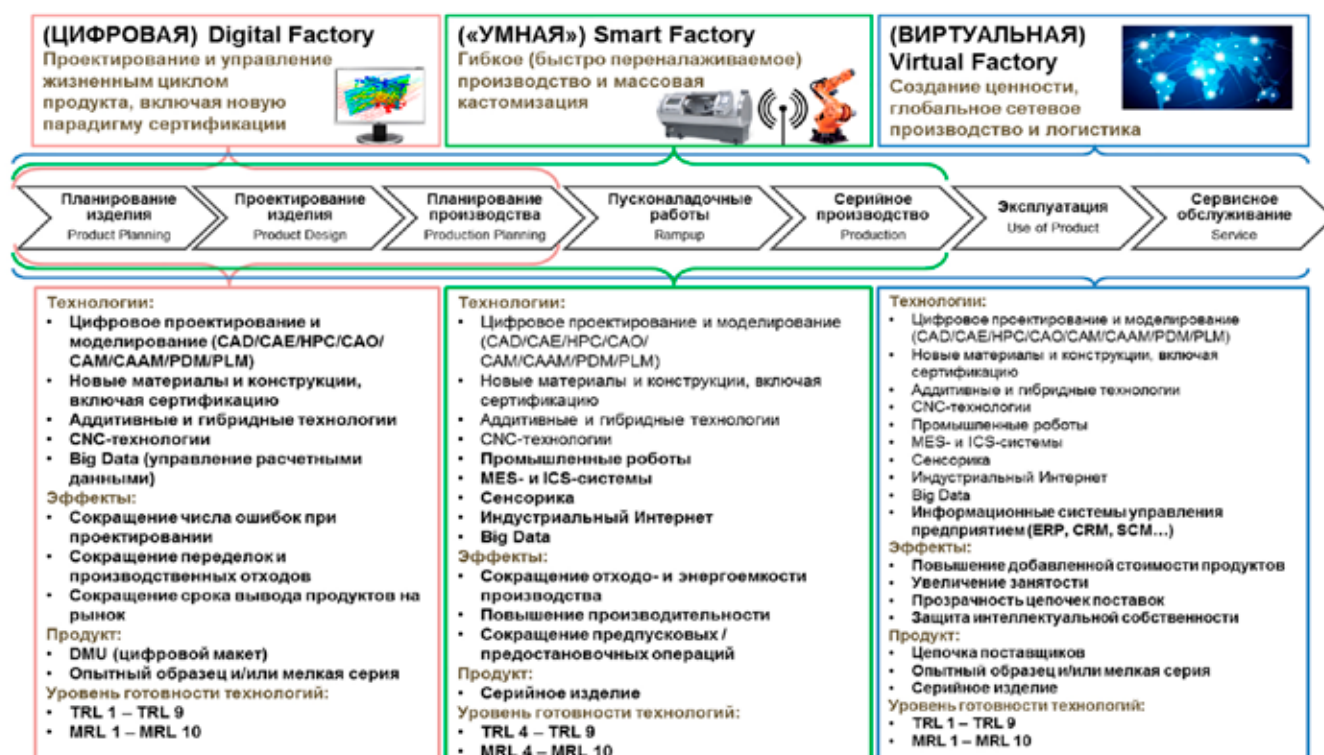 (ЦИФРОВАЯ) Digital Factory
Проектирование и управление
жизненным циклом
продукта, включая новую
парадигму сертификации
(«УМНАЯ») Smart Factory
Гибкое (быстро переналаживаемое)
производство и массовая
кастомизация
(ВИРТУАЛЬНАЯ)
Virtual Factory
Создание ценности,
глобальное сетевое
производство и логистика
Планирование
изделия
Product Planning
Проектирование
изделия
Product Design
Планирование
производства
Production Planning
Пусконаладочные
работы
Rampup
Серийное
производство
Production
Эксплуатация
Use of Product
Сервисное
обслуживание
Service
Технологии:
• Цифровое проектирование и
моделирование (CAD/CAE/HPC/CAO/
CAM/CAAM/PDM/PLM)
• Новые материалы и конструкции,
включая сертификацию
• Аддитивные и гибридные технологии
• CNC-технологии
• Big Data (управление расчетными
данными)
Эффекты:
• Сокращение числа ошибок при
проектировании
• Сокращение переделок и
производственных отходов
• Сокращение срока вывода продуктов на
рынок
Продукт:
• DMU (цифровой макет)
• Опытный образец и/или мелкая серия
Уровень готовности технологий:
• TRL 1 – TRL 9
• MRL 1 – MRL 10
Технологии:
• Цифровое проектирование и моделирование
(CAD/CAE/HPC/CAO/
CAM/CAAM/PDM/PLM)
• Новые материалы и конструкции, включая
сертификацию
• Аддитивные и гибридные технологии
• CNC-технологии
• Промышленные роботы
• MES- и ICS-системы
• Сенсорика
• Индустриальный Интернет
• Big Data
Эффекты:
• Сокращение отходо- и энергоемкости
производства
• Повышение производительности
• Сокращение предпусковых /
предостановочных операций
Продукт:
• Серийное изделие
Уровень готовности технологий:
• TRL 4 – TRL 9
• MRL 4 – MRL 10
Технологии:
• Цифровое проектирование и моделирование
(CAD/CAE/HPC/CAO/CAM/CAAM/PDM/PLM)
• Новые материалы и конструкции, включая
сертификацию
• Аддитивные и гибридные технологии
• CNC-технологии
• Промышленные роботы
• MES- и ICS-системы
• Сенсорика
• Индустриальный Интернет
• Big Data
• Информационные системы управления
предприятием (ERP, CRM, SCM...)
Эффекты:
• Повышение добавленной стоимости продуктов
• Увеличение занятости
• Прозрачность цепочек поставок
• Защита интеллектуальной собственности
Продукт:
• Цепочка поставщиков
• Опытный образец и/или мелкая серия
• Серийное изделие
Уровень готовности технологий:
• TRL 1 – TRL 9
• MRL 1 – MRL 10